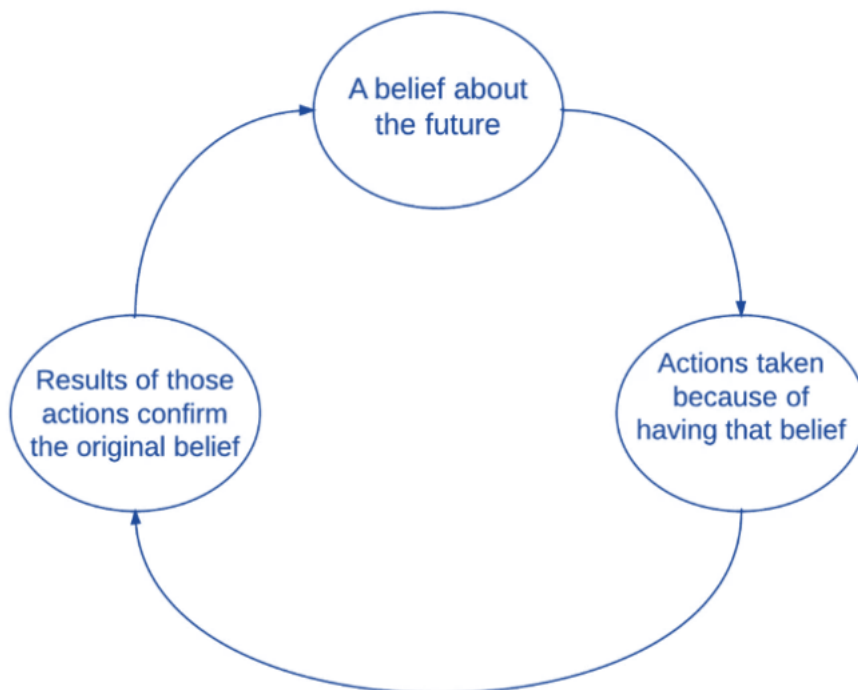 A belief about
the future
Actions taken
because of
having that belief
Results of those
actions confirm
the original belief